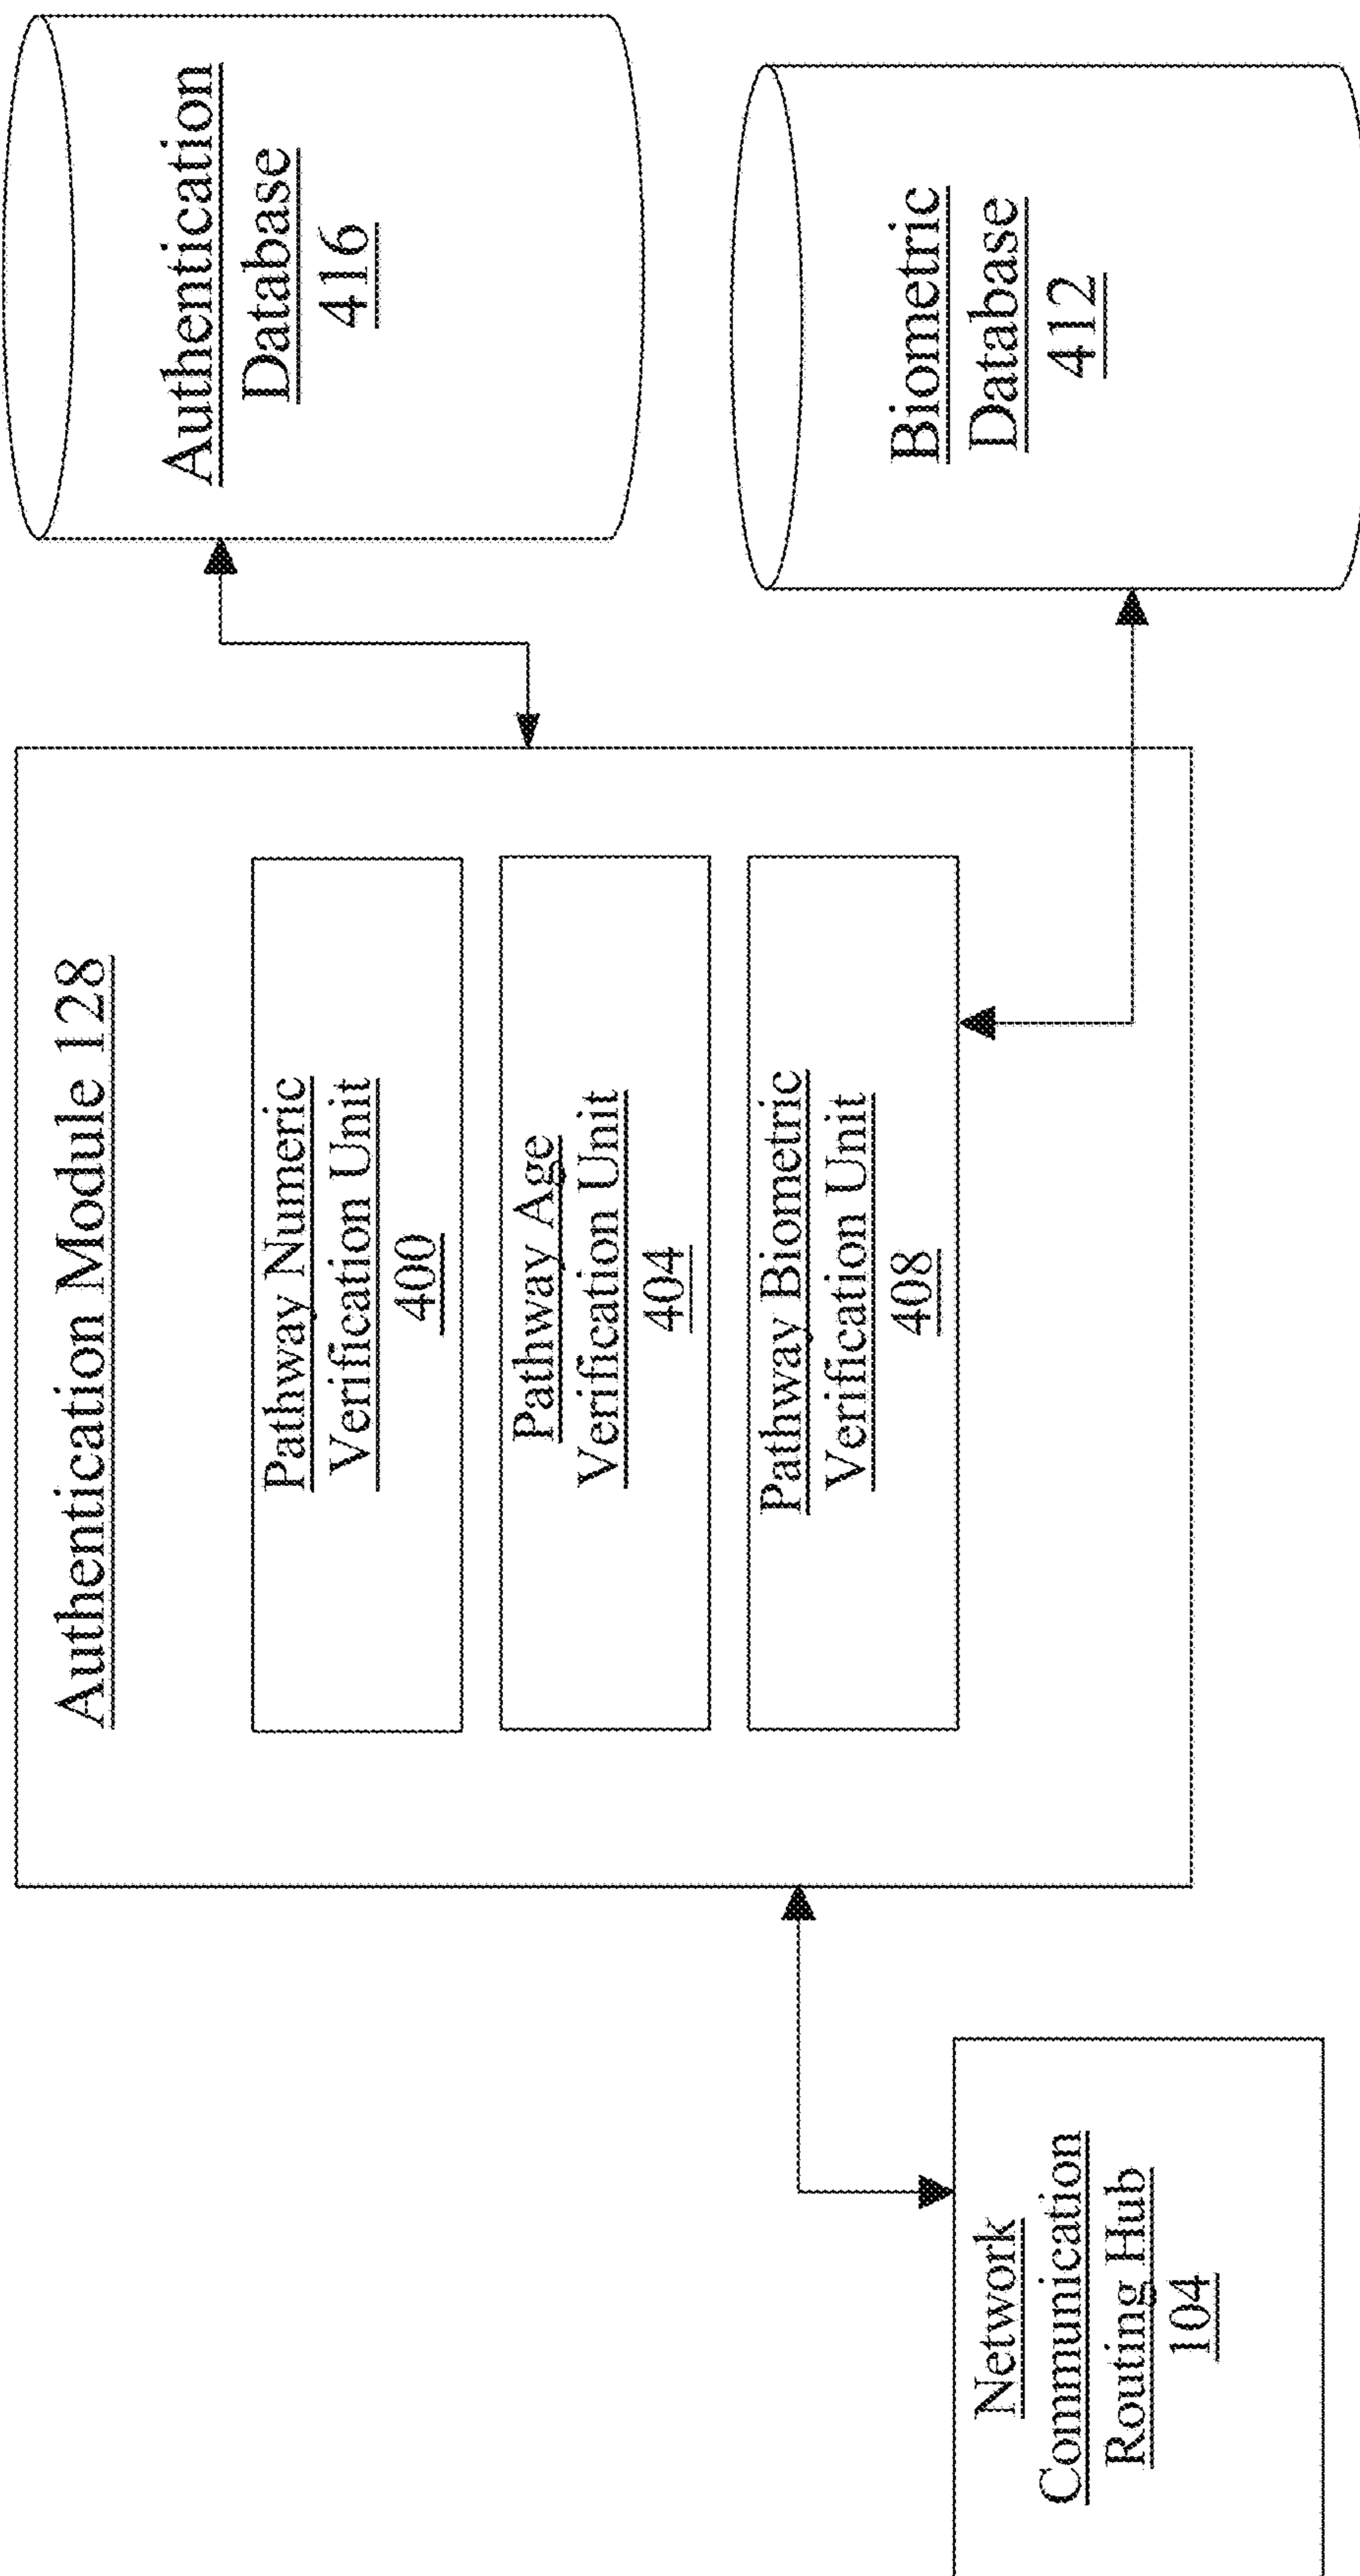 Authentication Module 128
Pathway Numeric
Verification Unit
400
Pathway Age
Verification Unit
404
Pathway Biometric
Verification Unit
408
Authentication
Database
416
Biometric
Database
412
Network
Communication
Routing Hub
104